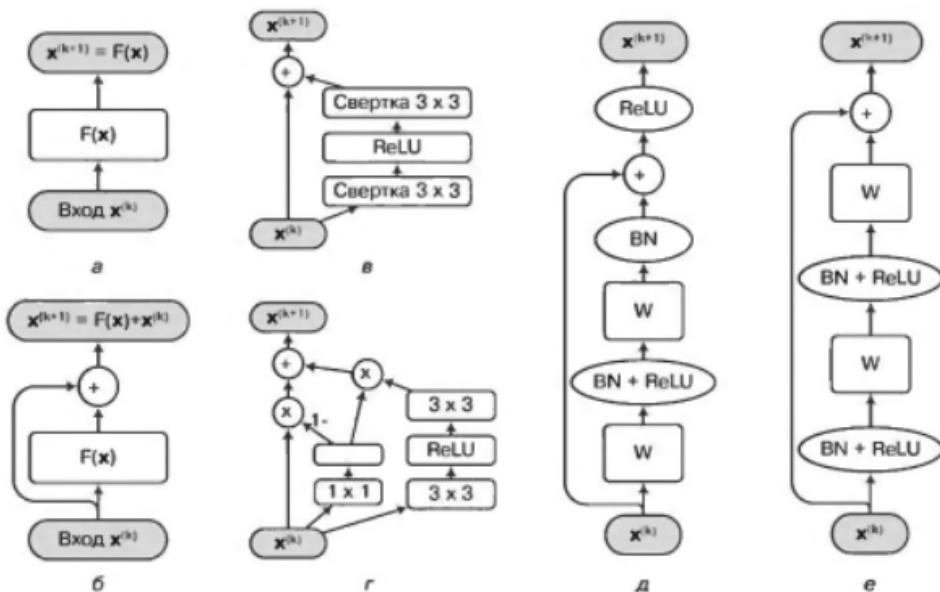 x⁽ᵏ⁺¹⁾ = F(x)
F(x)
Вход x⁽ᵏ⁾
а
x⁽ᵏ⁺¹⁾ = F(x)+x⁽ᵏ⁾
+
F(x)
Вход x⁽ᵏ⁾
б
x⁽ᵏ⁺¹⁾
+
Свертка 3 x 3
ReLU
Свертка 3 x 3
x⁽ᵏ⁾
в
x⁽ᵏ⁺¹⁾
+
x
x
1-
3 x 3
ReLU
1 x 1
3 x 3
x⁽ᵏ⁾
г
x⁽ᵏ⁺¹⁾
ReLU
+
BN
W
BN + ReLU
W
x⁽ᵏ⁾
д
x⁽ᵏ⁺¹⁾
+
W
BN + ReLU
W
BN + ReLU
x⁽ᵏ⁾
е